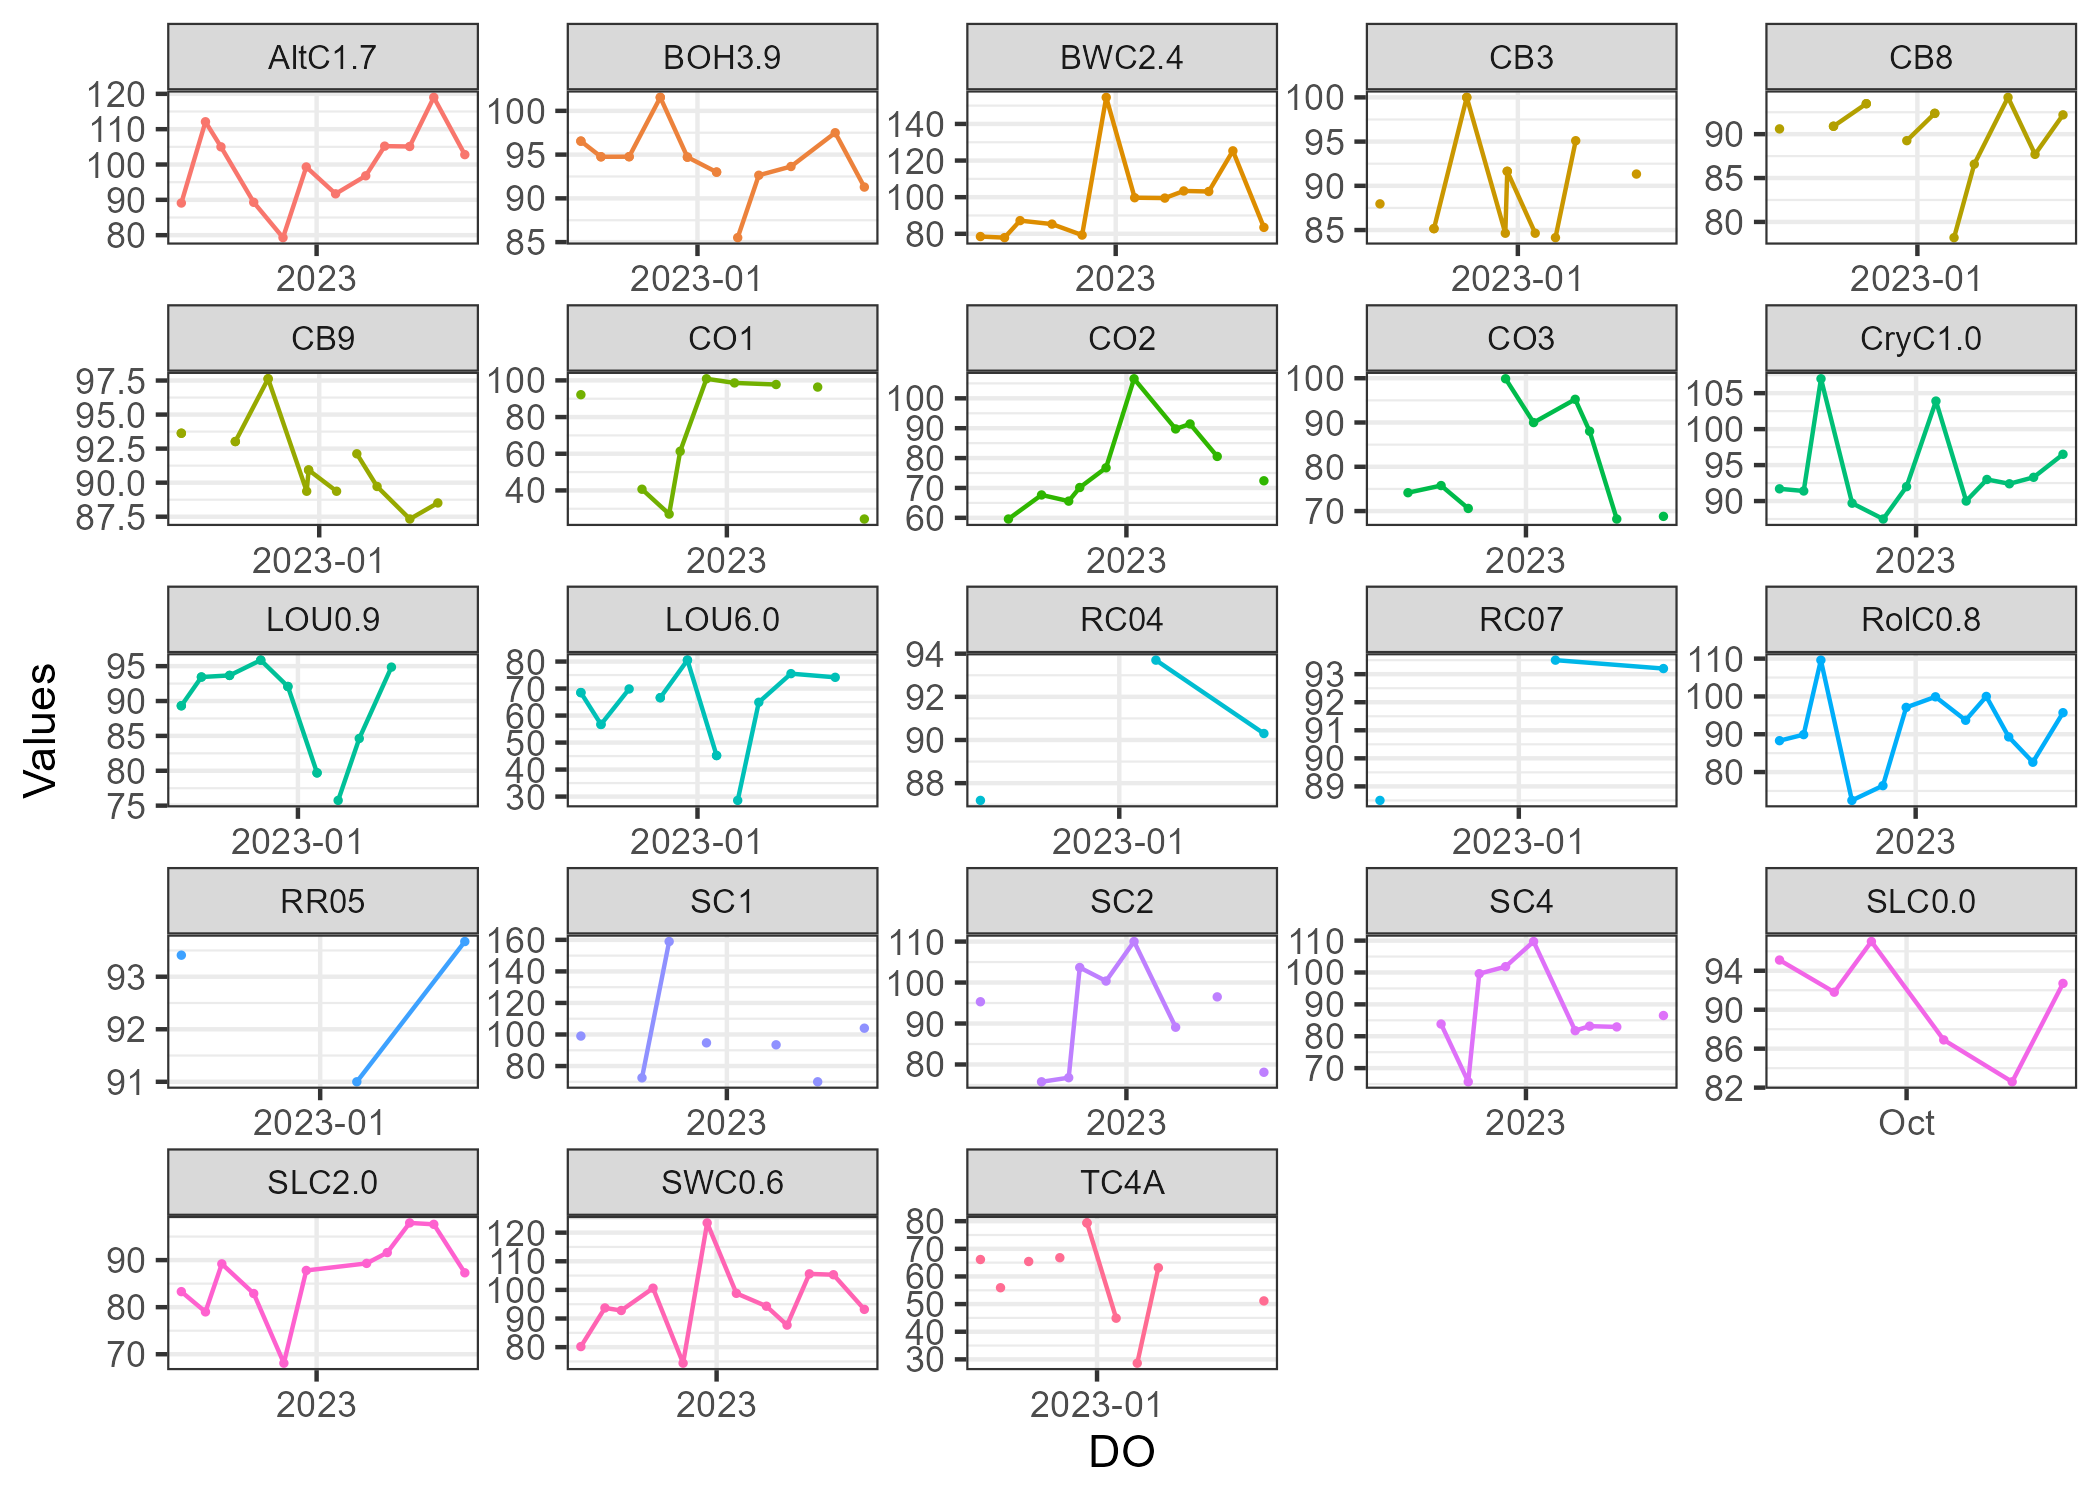 AltC1.7 BOH3.9 BWC2.4 CB3 CB8
120 110 100 90 80
100 95 90 85
140 120 100 80
100 95 90 85
90 85 80
2023 2023-01 2023 2023-01 2023-01
CB9 CO1 CO2 CO3 CryC1.0
97.5 95.0 92.5 90.0 87.5
100 80 60 40
100 90 80 70 60
100 90 80 70
105 100 95 90
2023-01 2023 2023 2023 2023
LOU0.9 LOU6.0 RC04 RC07 RolC0.8
95 90 85 80 75
80 70 60 50 40 30
94 92 90 88
93 92 91 90 89
110 100 90 80
2023-01 2023-01 2023-01 2023-01 2023
RR05 SC1 SC2 SC4 SLC0.0
93 92 91
160 140 120 100 80
110 100 90 80
110 100 90 80 70
94 90 86 82
2023-01 2023 2023 2023 Oct
SLC2.0 SWC0.6 TC4A
90 80 70
120 110 100 90 80
80 70 60 50 40 30
2023 2023 2023-01
Values
DO